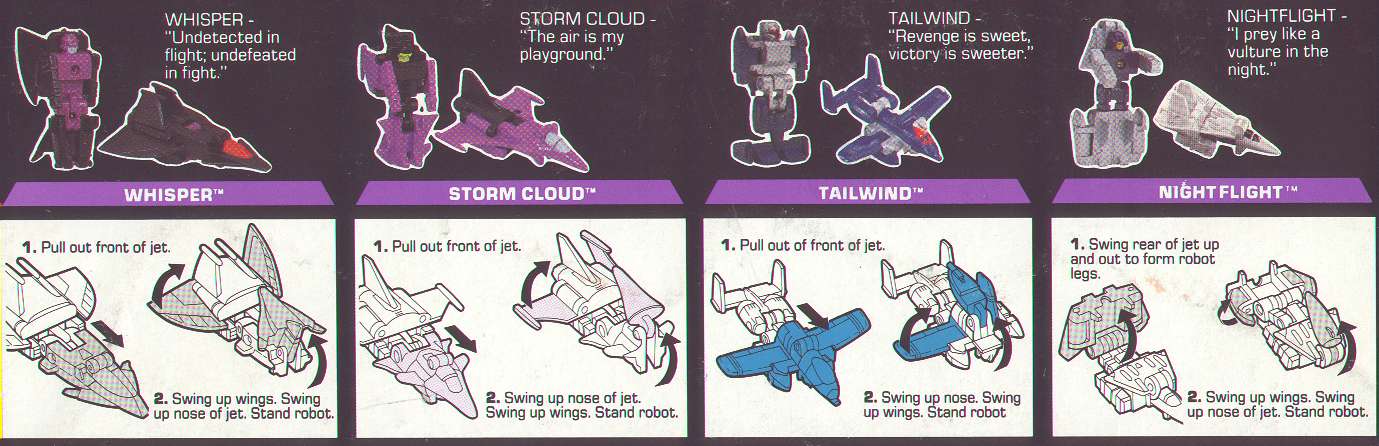 WHISPER -
"Undetected in
flight; undefeated
in fight."
WHISPER™
1. Pull out front of jet.
2. Swing up wings. Swing
up nose of jet. Stand robot.
STORM CLOUD -
"The air is my
playground."
STORM CLOUD™
1. Pull out front of jet.
2. Swing up nose of jet.
Swing up wings. Stand robot.
TAILWIND -
"Revenge is sweet,
victory is sweeter."
TAILWIND™
1. Pull out of front of jet.
2. Swing up nose. Swing
up wings. Stand robot
NIGHTFLIGHT -
"I prey like a
vulture in the
night."
NIGHTFLIGHT™
1. Swing rear of jet up
and out to form robot
legs.
2. Swing up wings. Swing
up nose of jet. Stand robot.